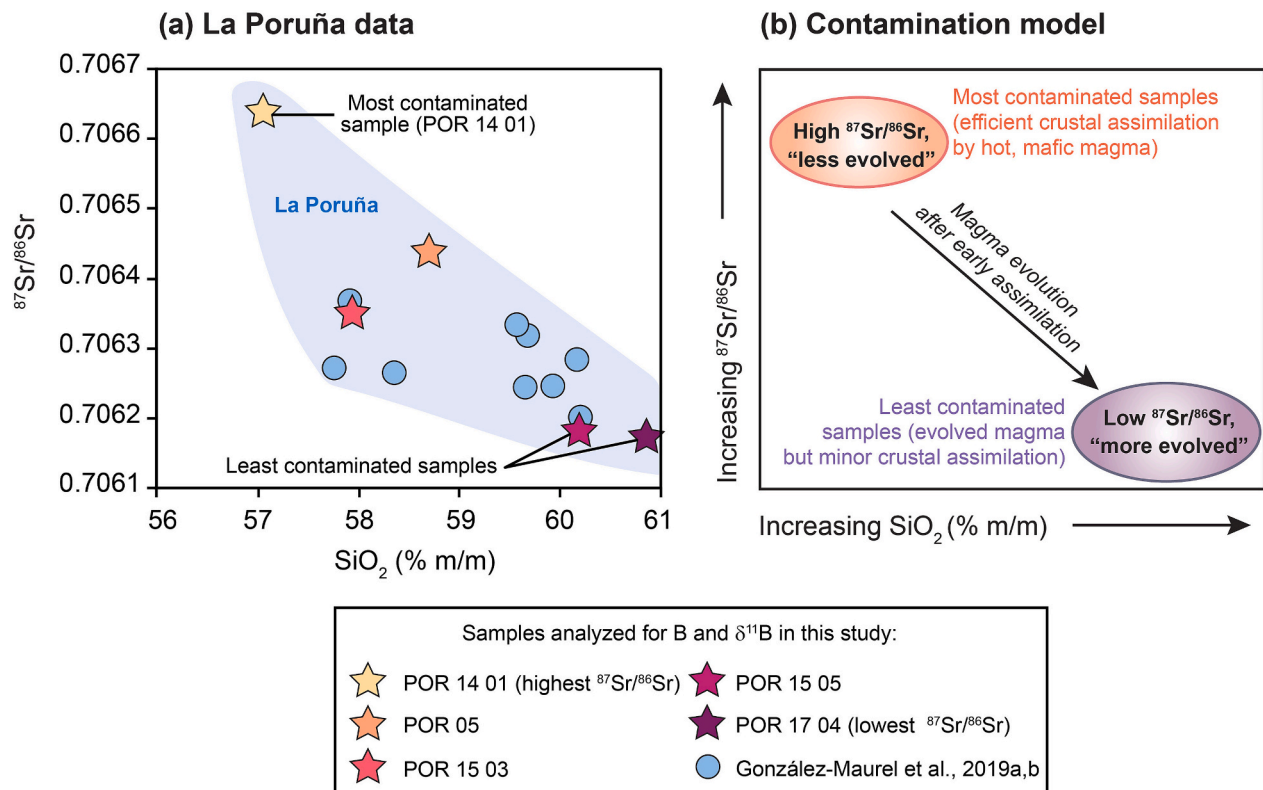 (a) La Poruña data
0.7067
0.7066
0.7065
0.7064
0.7063
0.7062
0.7061
⁸⁷Sr/⁸⁶Sr
Most contaminated
sample (POR 14 01)
La Poruña
Least contaminated samples
56 57 58 59 60 61
SiO₂ (% m/m)
(b) Contamination model
Increasing ⁸⁷Sr/⁸⁶Sr
High ⁸⁷Sr/⁸⁶Sr,
“less evolved”
Most contaminated samples
(efficient crustal assimilation
by hot, mafic magma)
Magma evolution
after early assimilation
Least contaminated
samples (evolved magma
but minor crustal assimilation)
Low ⁸⁷Sr/⁸⁶Sr,
“more evolved”
Increasing SiO₂ (% m/m)
Samples analyzed for B and δ¹¹B in this study:
POR 14 01 (highest ⁸⁷Sr/⁸⁶Sr)
POR 05
POR 15 03
POR 15 05
POR 17 04 (lowest ⁸⁷Sr/⁸⁶Sr)
González-Maurel et al., 2019a,b